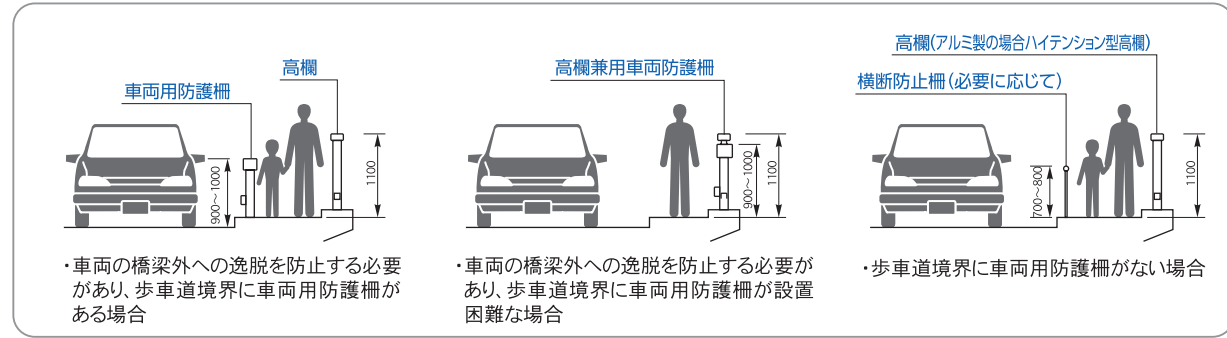 車両用防護柵
高欄
900～1000
1100
・車両の橋梁外への逸脱を防止する必要
があり、歩車道境界に車両用防護柵が
ある場合
高欄兼用車両防護柵
900～1000
1100
・車両の橋梁外への逸脱を防止する必要が
あり、歩車道境界に車両用防護柵が設置
困難な場合
高欄(アルミ製の場合ハイテンション型高欄)
横断防止柵(必要に応じて)
700～800
1100
・歩車道境界に車両用防護柵がない場合